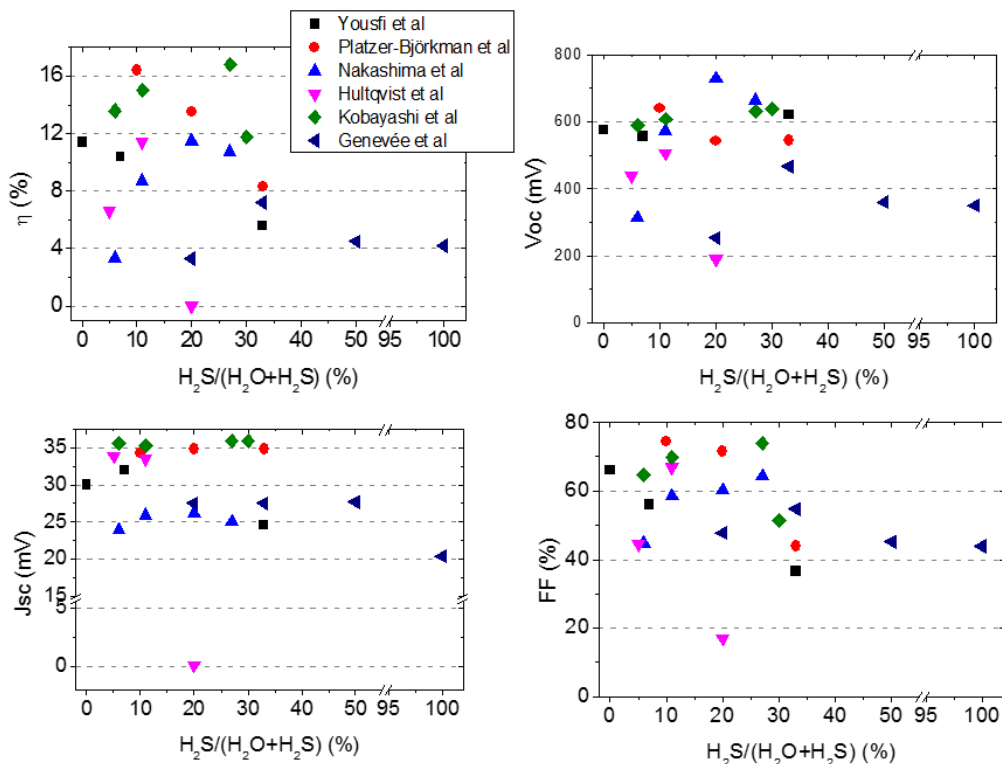 Yousfi et al
Platzer-Björkman et al
Nakashima et al
Hultqvist et al
Kobayashi et al
Genevée et al
16
12
8
4
0
η (%)
0 10 20 30 40 50 95 100
H₂S/(H₂O+H₂S) (%)
800
600
400
200
0
Voc (mV)
0 10 20 30 40 50 95 100
H₂S/(H₂O+H₂S) (%)
35
30
25
20
15
5
0
Jsc (mV)
0 10 20 30 40 50 95 100
H₂S/(H₂O+H₂S) (%)
80
60
40
20
0
FF (%)
0 10 20 30 40 50 95 100
H₂S/(H₂O+H₂S) (%)